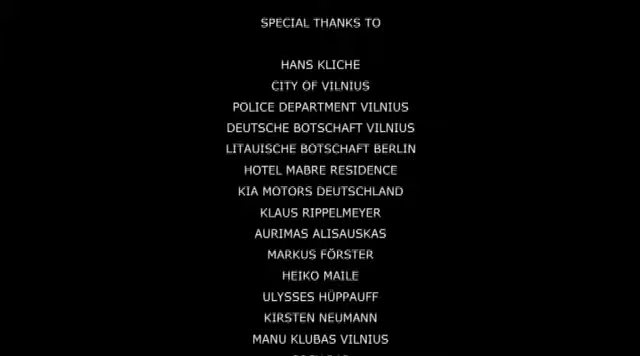 SPECIAL THANKS TO
HANS KLICHE
CITY OF VILNIUS
POLICE DEPARTMENT VILNIUS
DEUTSCHE BOTSCHAFT VILNIUS
LITAUISCHE BOTSCHAFT BERLIN
HOTEL MABRE RESIDENCE
KIA MOTORS DEUTSCHLAND
KLAUS RIPPELMEYER
AURIMAS ALISAUSKAS
MARKUS FÖRSTER
HEIKO MAILE
ULYSSES HÜPPAUFF
KIRSTEN NEUMANN
MANU KLUBAS VILNIUS